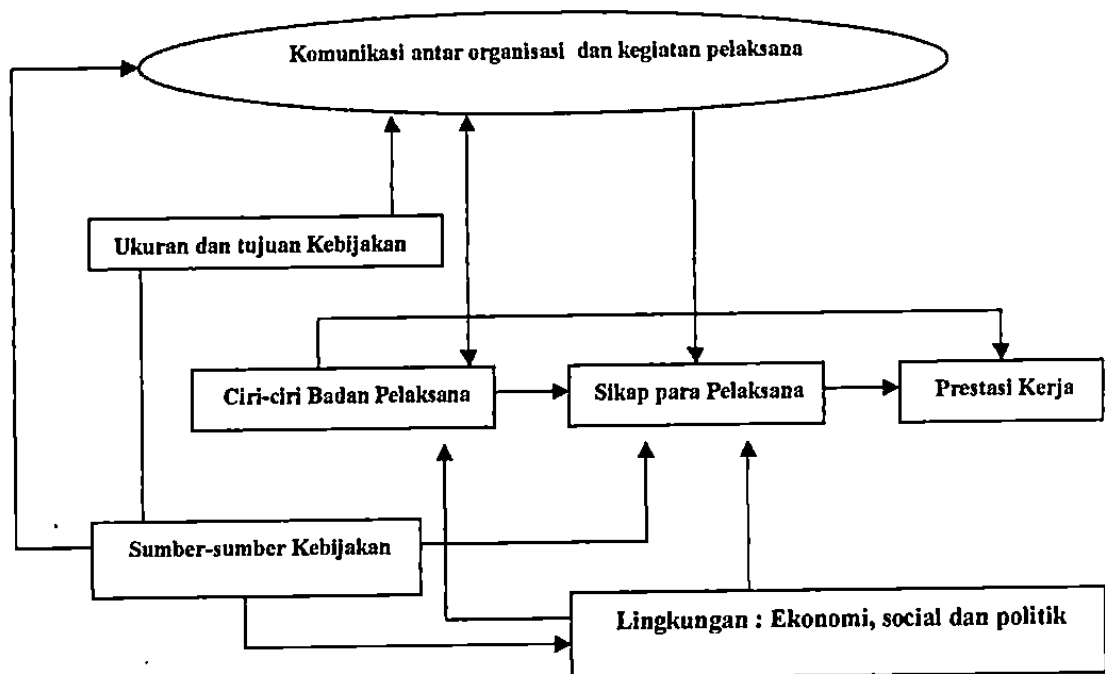 Komunikasi antar organisasi dan kegiatan pelaksana
Ukuran dan tujuan Kebijakan
Ciri-ciri Badan Pelaksana
Sikap para Pelaksana
Prestasi Kerja
Sumber-sumber Kebijakan
Lingkungan : Ekonomi, social dan politik